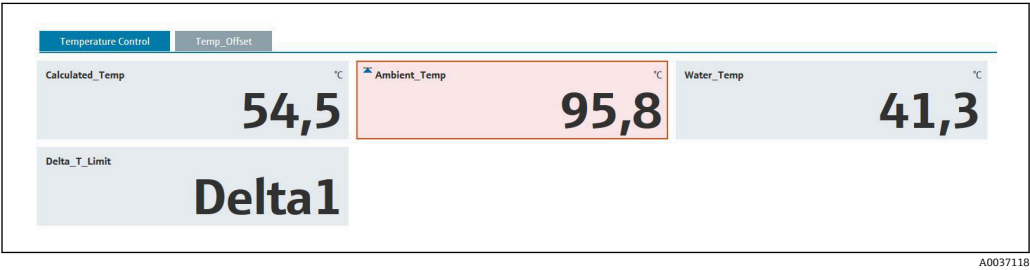 Temperature Control Temp_Offset
Calculated_Temp °C Ambient_Temp °C Water_Temp °C
54,5 95,8 41,3
Delta_T_Limit
Delta1
A0037118